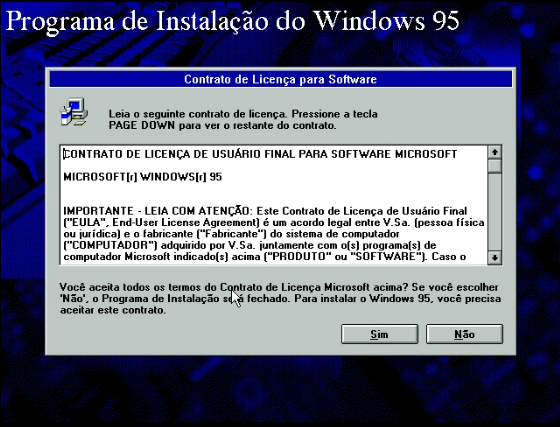 Programa de Instalação do Windows 95
Contrato de Licença para Software
Leia o seguinte contrato de licença. Pressione a tecla
PAGE DOWN para ver o restante do contrato.
CONTRATO DE LICENÇA DE USUÁRIO FINAL PARA SOFTWARE MICROSOFT
MICROSOFT[r] WINDOWS[r] 95
IMPORTANTE - LEIA COM ATENÇÃO: Este Contrato de Licença de Usuário Final
("EULA", End-User License Agreement) é um acordo legal entre V.Sa. (pessoa física
ou jurídica) e o fabricante ("Fabricante") do sistema de computador
("COMPUTADOR") adquirido por V.Sa. juntamente com o(s) programa(s) de
computador Microsoft indicado(s) acima ("PRODUTO" ou "SOFTWARE"). Caso o
Você aceita todos os termos do Contrato de Licença Microsoft acima? Se você escolher
'Não', o Programa de Instalação será fechado. Para instalar o Windows 95, você precisa
aceitar este contrato.
Sim
Não